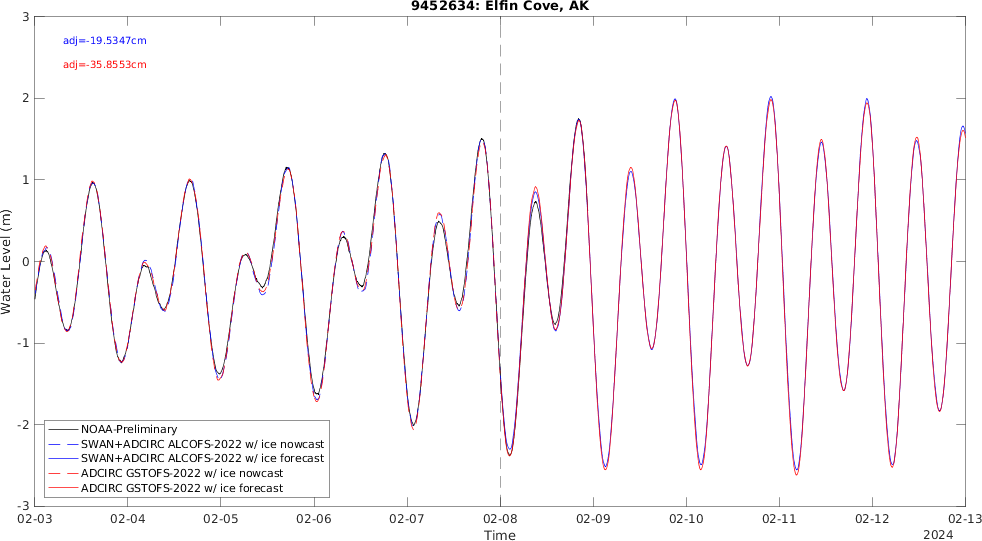 9452634: Elfin Cove, AK
adj=-19.5347cm
adj=-35.8553cm
3
2
1
0
-1
-2
-3
Water Level (m)
NOAA-Preliminary
SWAN+ADCIRC ALCOFS-2022 w/ ice nowcast
SWAN+ADCIRC ALCOFS-2022 w/ ice forecast
ADCIRC GSTOFS-2022 w/ ice nowcast
ADCIRC GSTOFS-2022 w/ ice forecast
02-03 02-04 02-05 02-06 02-07 02-08 02-09 02-10 02-11 02-12 02-13
Time
2024